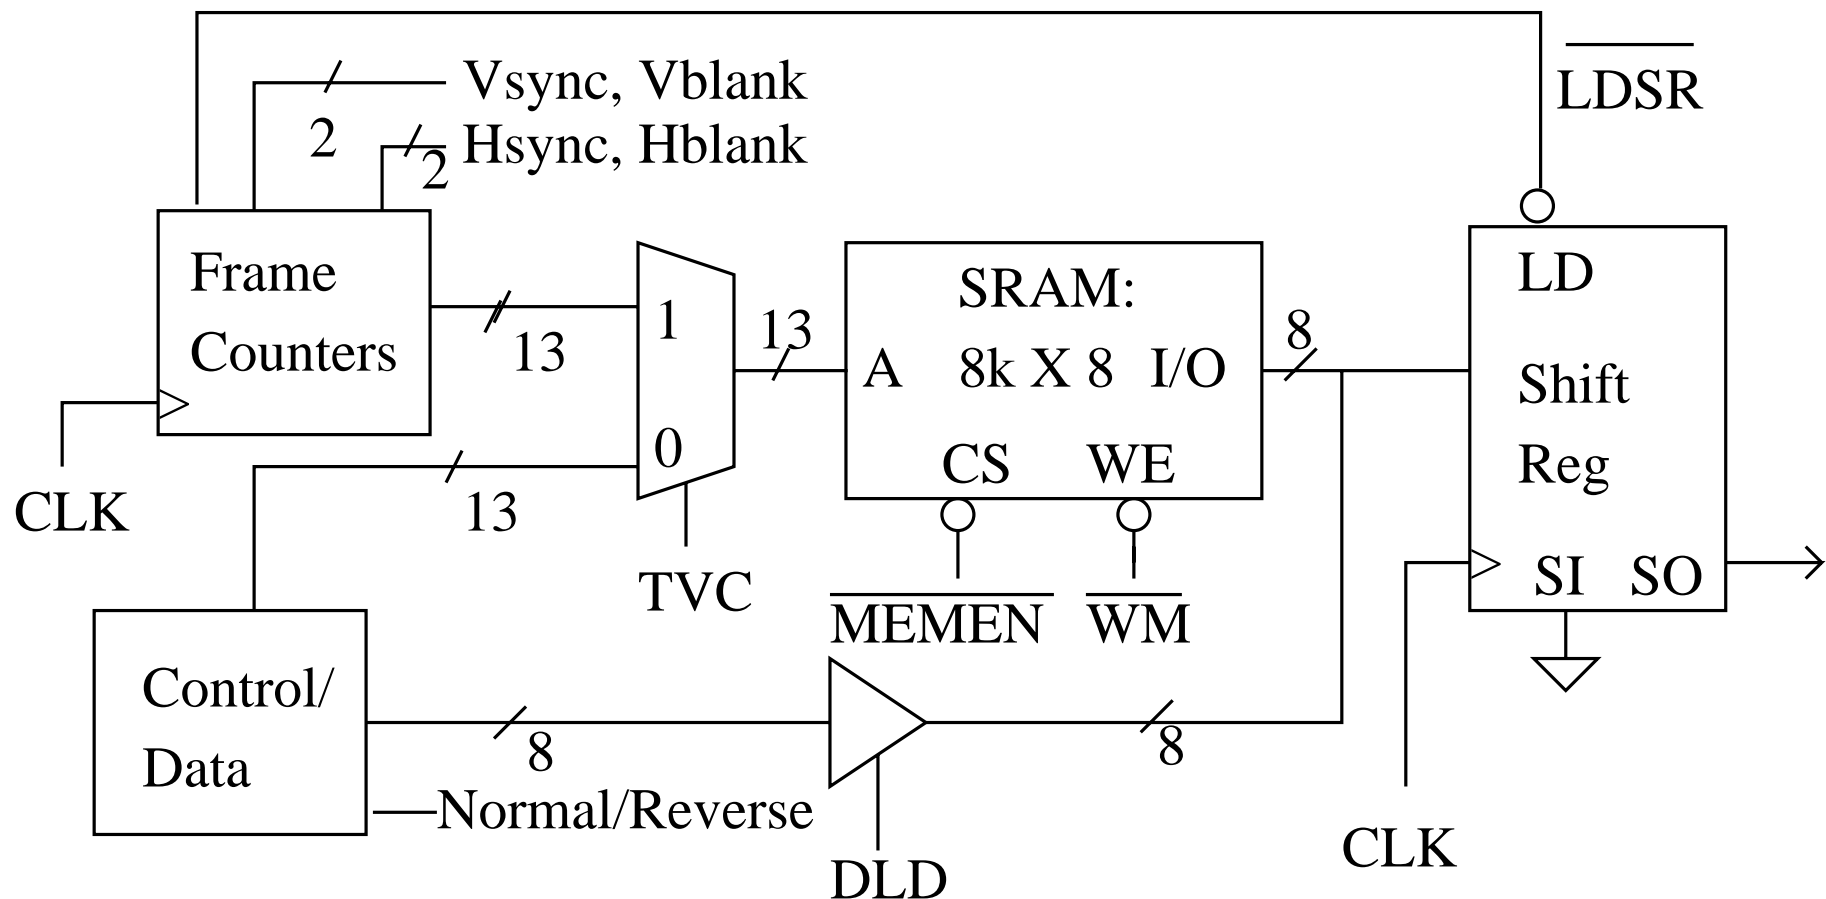 LDSR
Vsync, Vblank
2
Hsync, Hblank
2
Frame
Counters
13
1
13
SRAM:
A 8k X 8 I/O
CS WE
8
LD
Shift
Reg
SI SO
0
13
CLK
TVC
MEMEN WM
Control/
Data
8
8
Normal/Reverse
DLD
CLK